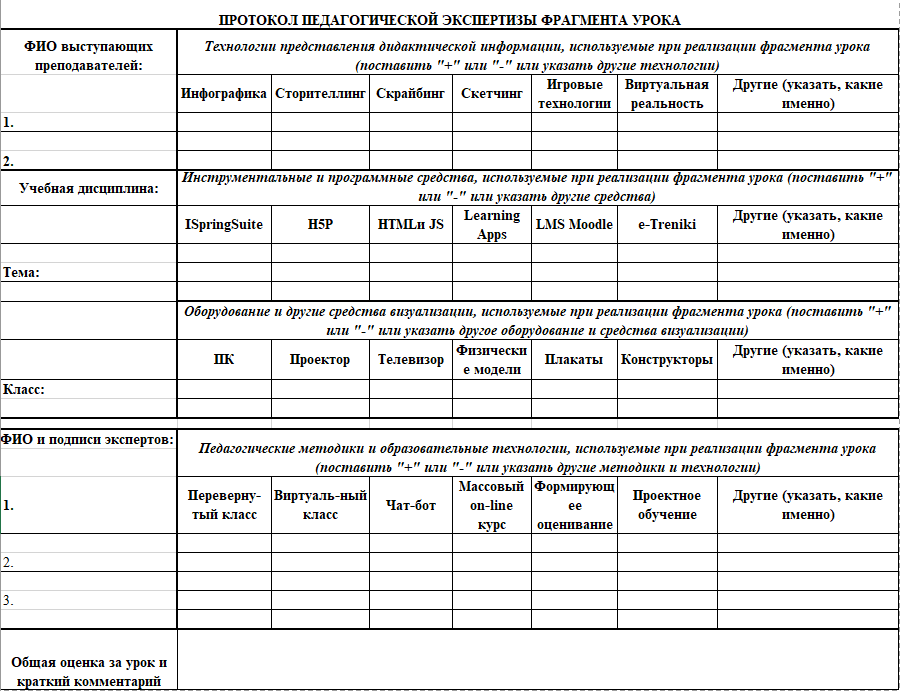 ПРОТОКОЛ ПЕДАГОГИЧЕСКОЙ ЭКСПЕРТИЗЫ ФРАГМЕНТА УРОКА
ФИО выступающих
преподавателей:
Технологии представления дидактической информации, используемые при реализации фрагмента урока
(поставить "+" или "-" или указать другие технологии)
Инфографика
Сторителлинг
Скрайбинг
Скетчинг
Игровые
технологии
Виртуальная
реальность
Другие (указать, какие
именно)
1.
2.
Учебная дисциплина:
Инструментальные и программные средства, используемые при реализации фрагмента урока (поставить "+"
или "-" или указать другие средства)
ISpringSuite
H5P
HTMLи JS
Learning
Apps
LMS Moodle
e-Treniki
Другие (указать, какие
именно)
Тема:
Оборудование и другие средства визуализации, используемые при реализации фрагмента урока (поставить "+"
или "-" или указать другое оборудование и средства визуализации)
ПК
Проектор
Телевизор
Физически
е модели
Плакаты
Конструкторы
Другие (указать, какие
именно)
Класс:
ФИО и подписи экспертов:
Педагогические методики и образовательные технологии, используемые при реализации фрагмента урока
(поставить "+" или "-" или указать другие методики и технологии)
1.
Переверну-
тый класс
Виртуаль-ный
класс
Чат-бот
Массовый
on-line
курс
Формирующ
ее
оценивание
Проектное
обучение
Другие (указать, какие
именно)
2.
3.
Общая оценка за урок и
краткий комментарий